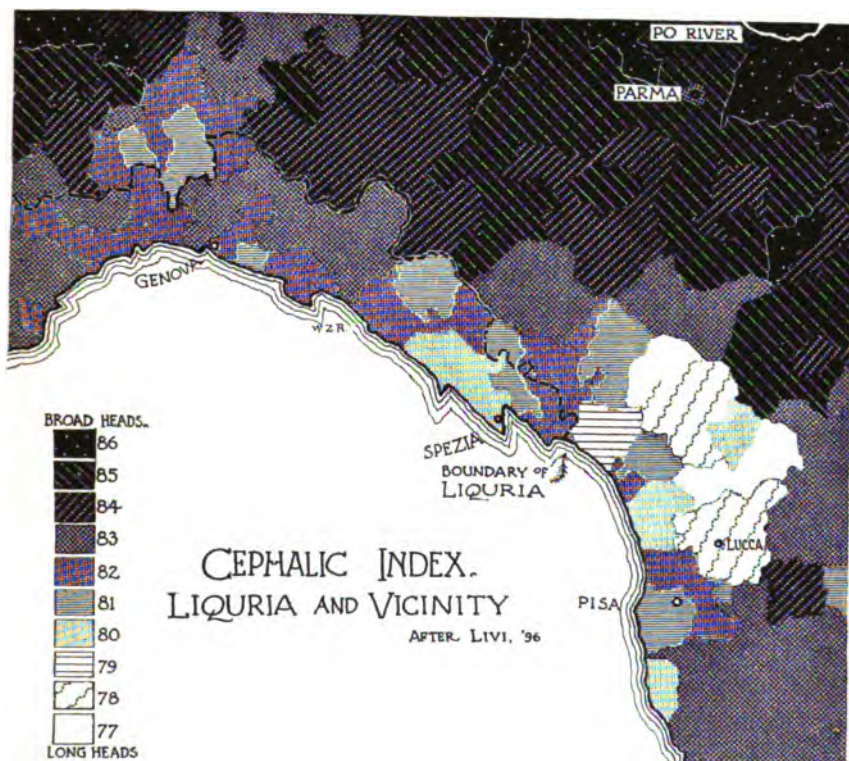 PO RIVER
PARMA
GENOVA
W.Z.R.
BROAD HEADS.
86
85
84
83
82
81
80
79
78
77
LONG HEADS
SPEZIA
BOUNDARY OF
LIQURIA
LUCCA
CEPHALIC INDEX.
LIQURIA AND VICINITY
AFTER LIVI, '96
PISA